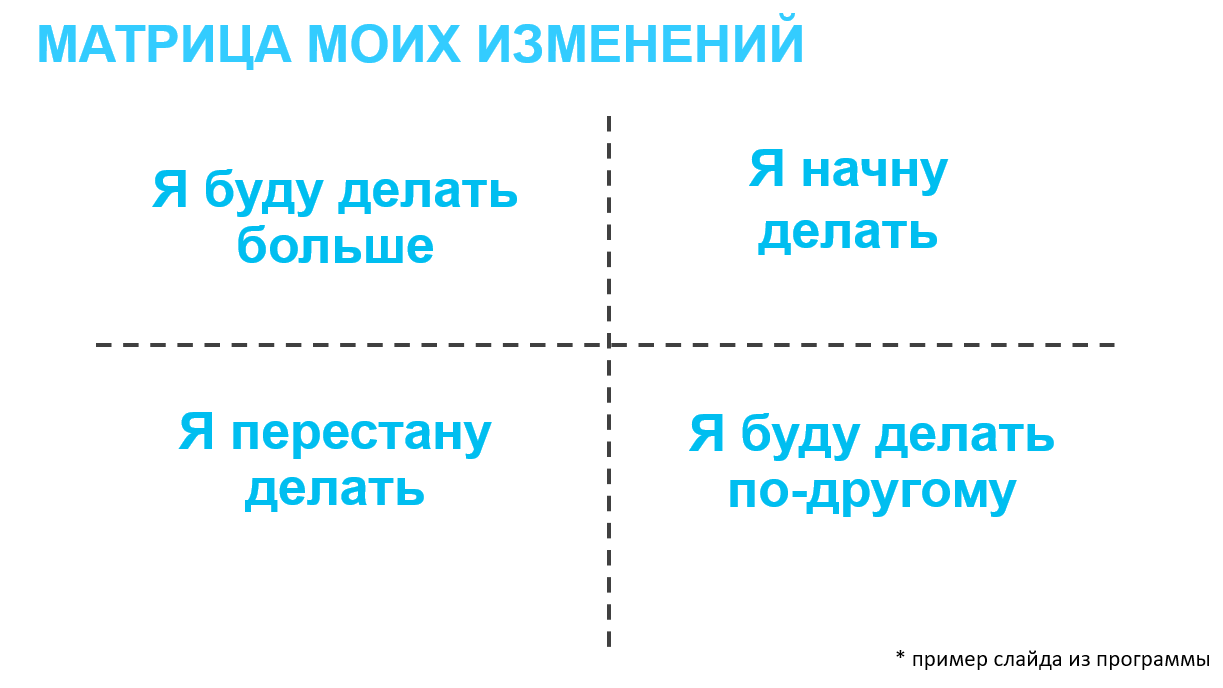 МАТРИЦА МОИХ ИЗМЕНЕНИЙ
Я буду делать
больше
Я начну
делать
Я перестану
делать
Я буду делать
по-другому
* пример слайда из программы